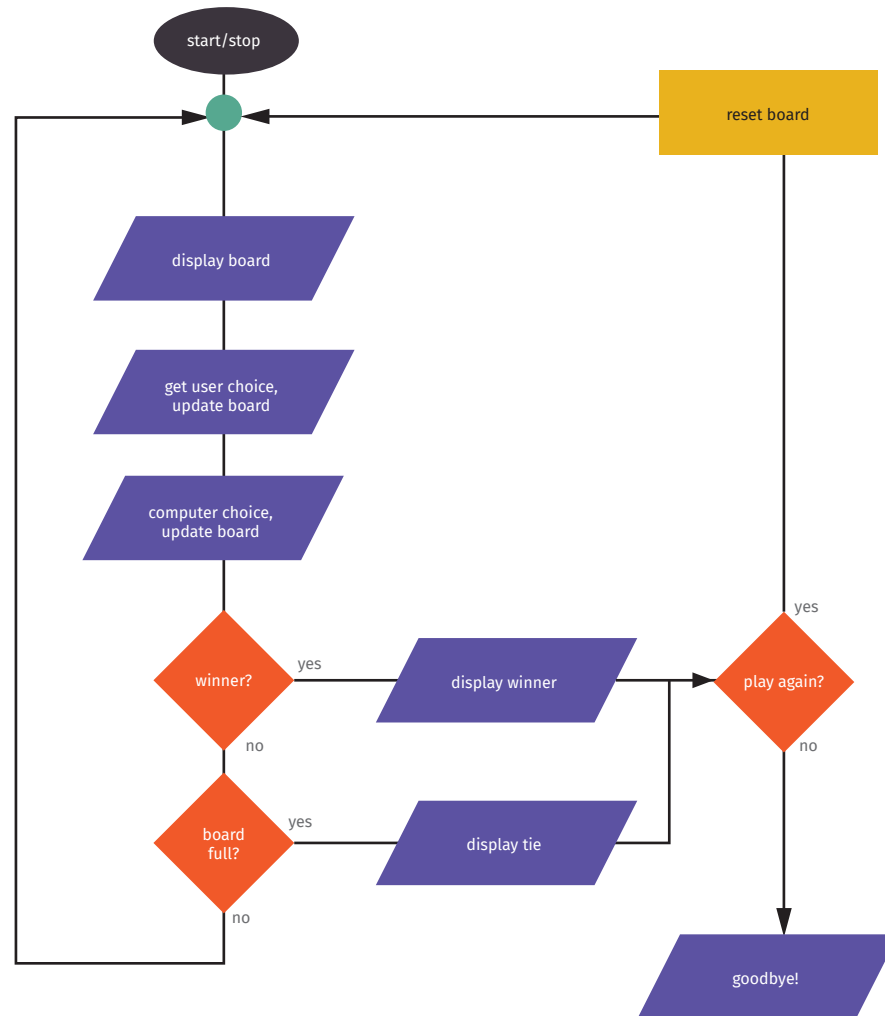 start/stop
reset board
display board
get user choice,
update board
computer choice,
update board
winner?
yes
no
display winner
board
full?
yes
no
display tie
play again?
yes
no
goodbye!